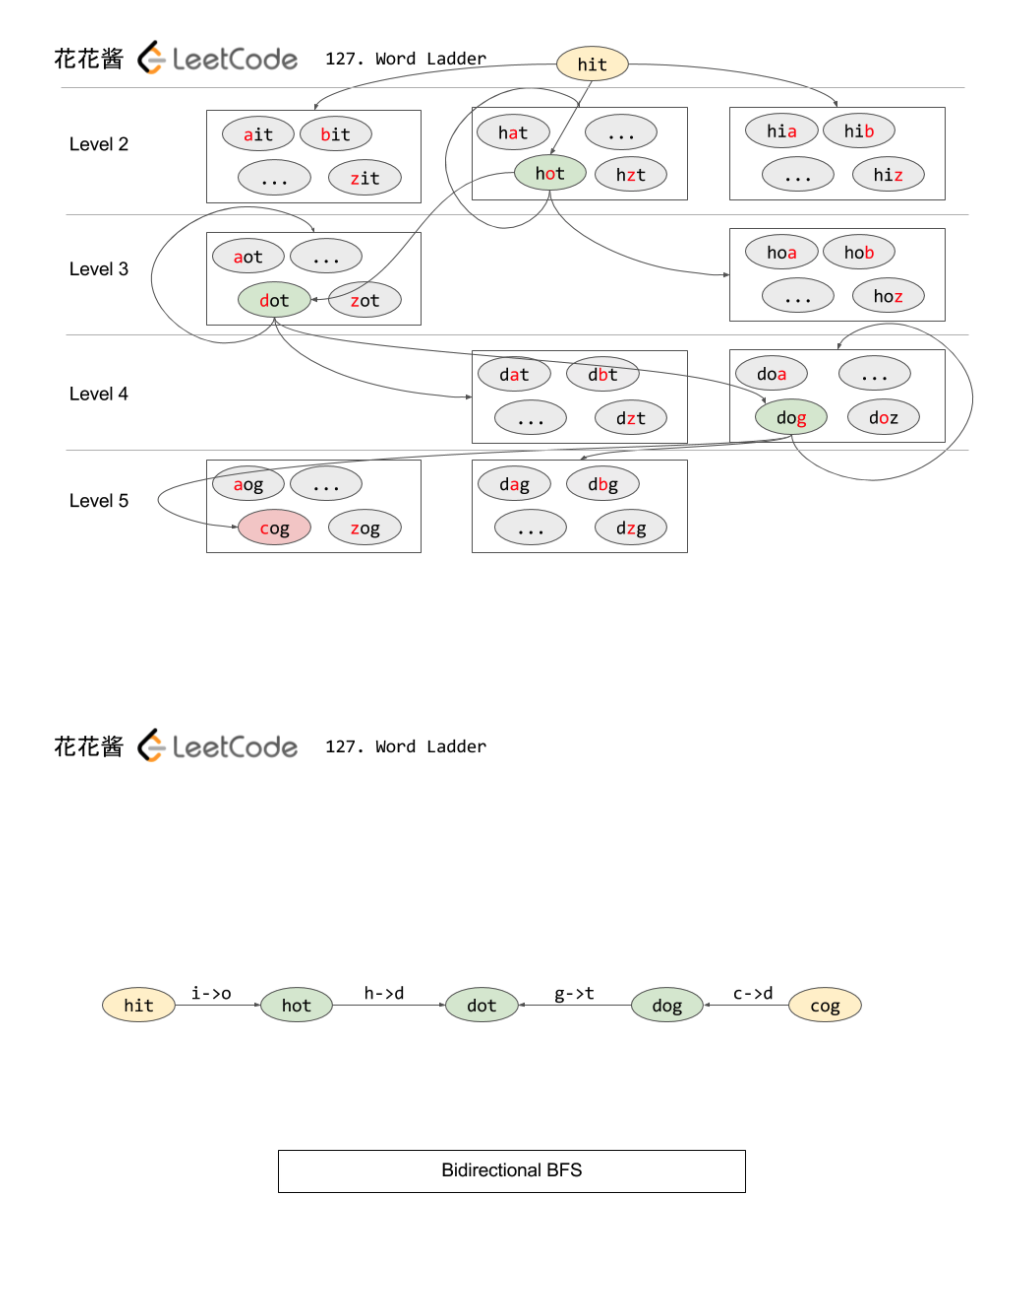 花花酱 LeetCode 127. Word Ladder
hit
Level 2
ait bit
... zit
hat ...
hot hzt
hia hib
... hiz
Level 3
aot ...
dot zot
hoa hob
... hoz
Level 4
dat dbt
... dzt
doa ...
dog doz
Level 5
aog ...
cog zog
dag dbg
... dzg
花花酱 LeetCode 127. Word Ladder
hit i->o hot h->d dot g->t dog c->d cog
Bidirectional BFS